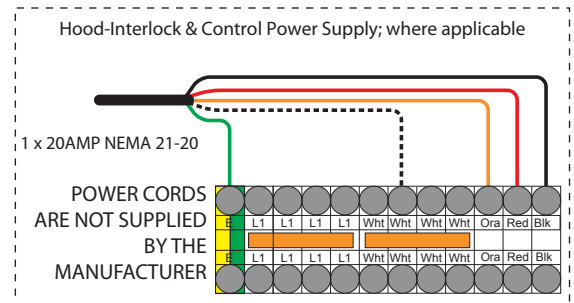 Hood-Interlock & Control Power Supply; where applicable
1 x 20AMP NEMA 21-20
POWER CORDS
ARE NOT SUPPLIED
BY THE
MANUFACTURER
E L1 L1 L1 L1 Wht Wht Wht Wht Ora Red Blk
E L1 L1 L1 L1 Wht Wht Wht Wht Ora Red Blk